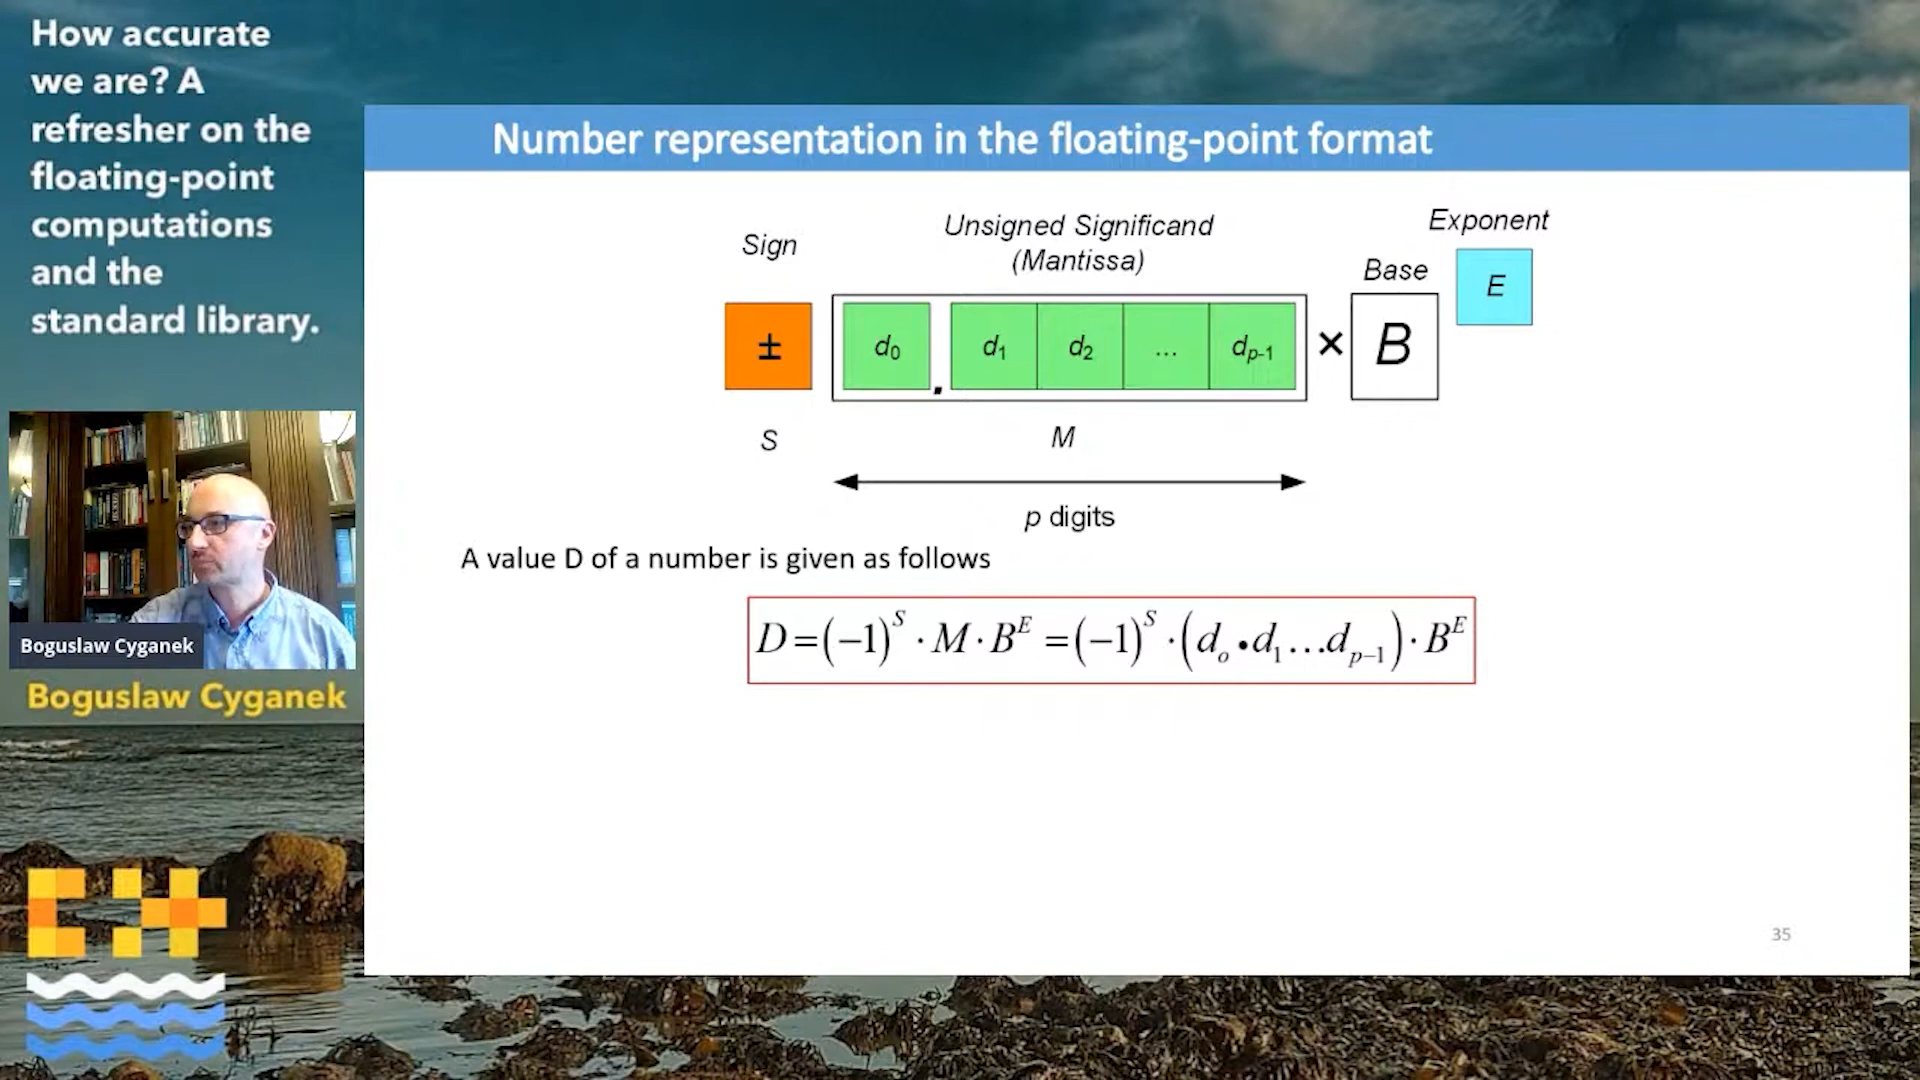 How accurate
we are? A
refresher on the
floating-point
computations
and the
standard library.
Boguslaw Cyganek
Boguslaw Cyganek
Number representation in the floating-point format
Sign
Unsigned Significand
(Mantissa)
Base
Exponent
± d₀ . d₁ d₂ ... dₚ₋₁ × B E
S M
p digits
A value D of a number is given as follows
D=(−1)^S · M · B^E =(−1)^S · (d_o•d_1…d_{p−1}) · B^E
35